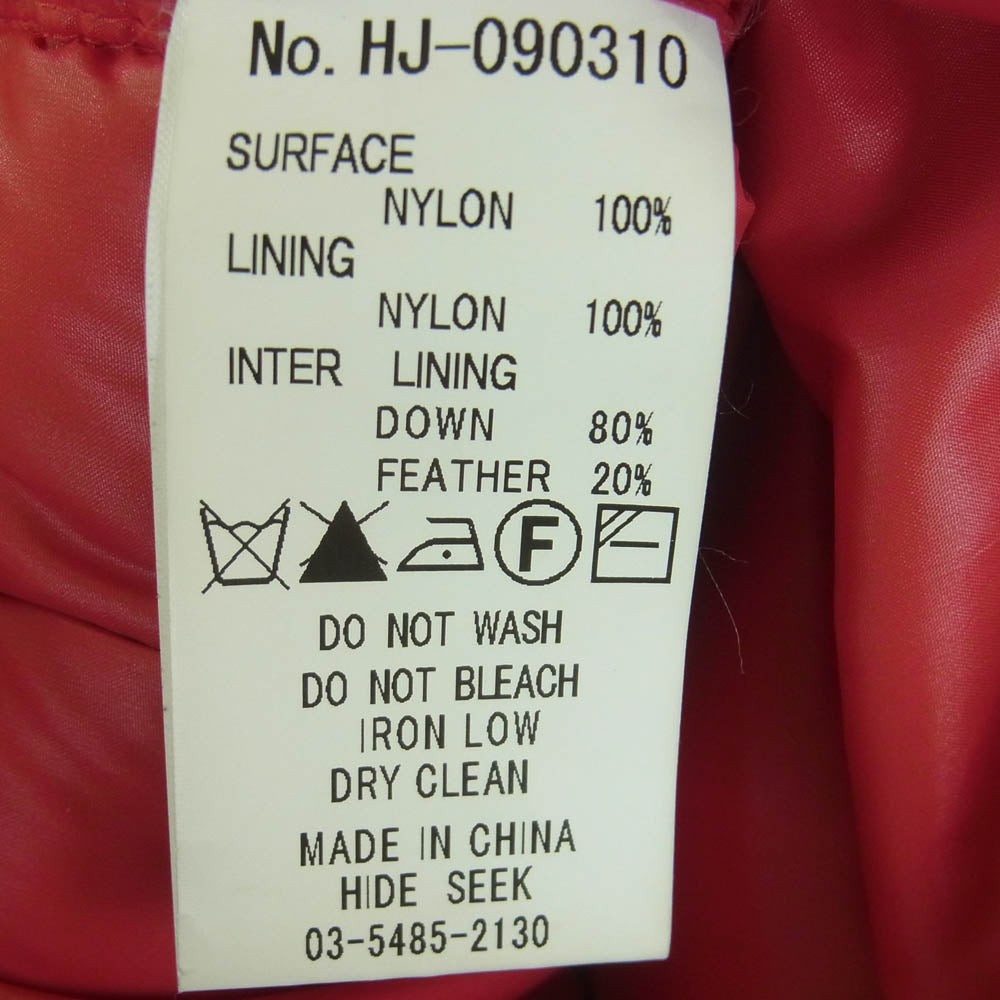 No. HJ-090310
SURFACE
NYLON 100%
LINING
NYLON 100%
INTER LINING
DOWN 80%
FEATHER 20%
F
DO NOT WASH
DO NOT BLEACH
IRON LOW
DRY CLEAN
MADE IN CHINA
HIDE SEEK
03-5485-2130